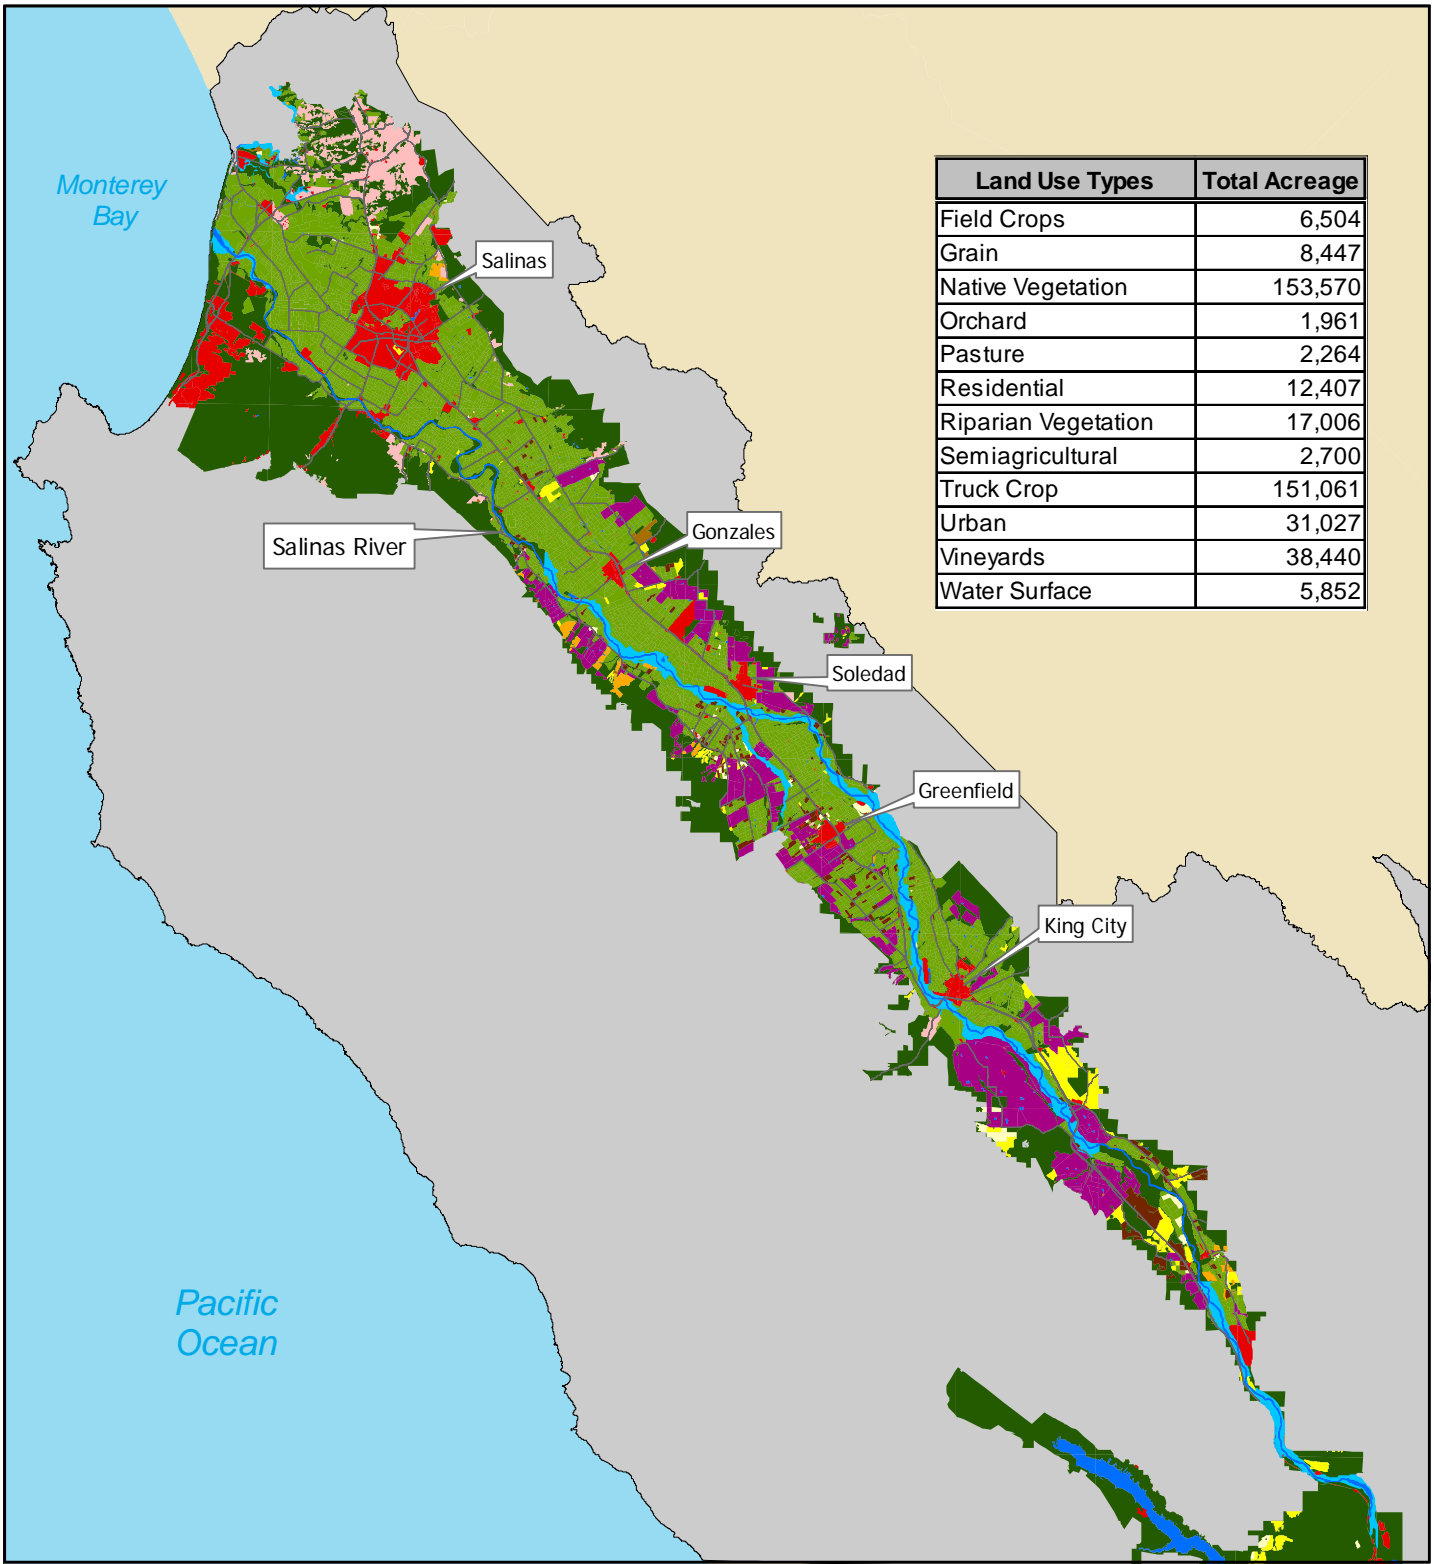 Monterey
Bay
Land Use Types Total Acreage
Field Crops 6,504
Grain 8,447
Native Vegetation 153,570
Orchard 1,961
Pasture 2,264
Residential 12,407
Riparian Vegetation 17,006
Semiagricultural 2,700
Truck Crop 151,061
Urban 31,027
Vineyards 38,440
Water Surface 5,852
Salinas
Salinas River
Gonzales
Soledad
Greenfield
King City
Pacific
Ocean